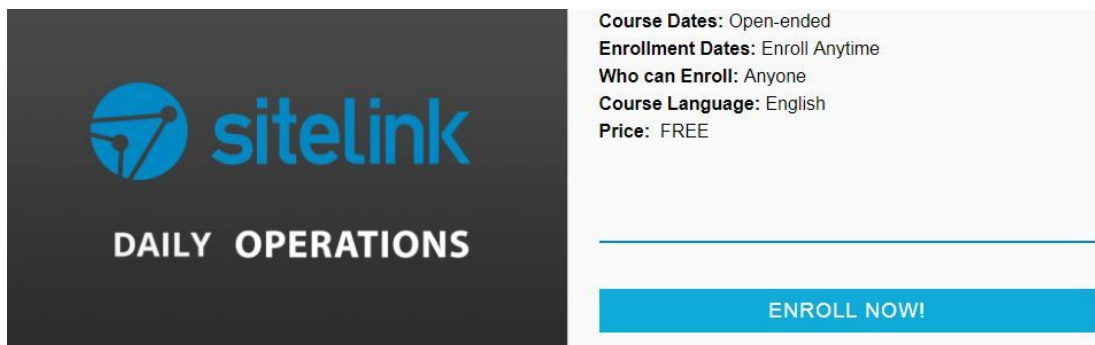 sitelink
DAILY OPERATIONS
Course Dates: Open-ended
Enrollment Dates: Enroll Anytime
Who can Enroll: Anyone
Course Language: English
Price: FREE
ENROLL NOW!